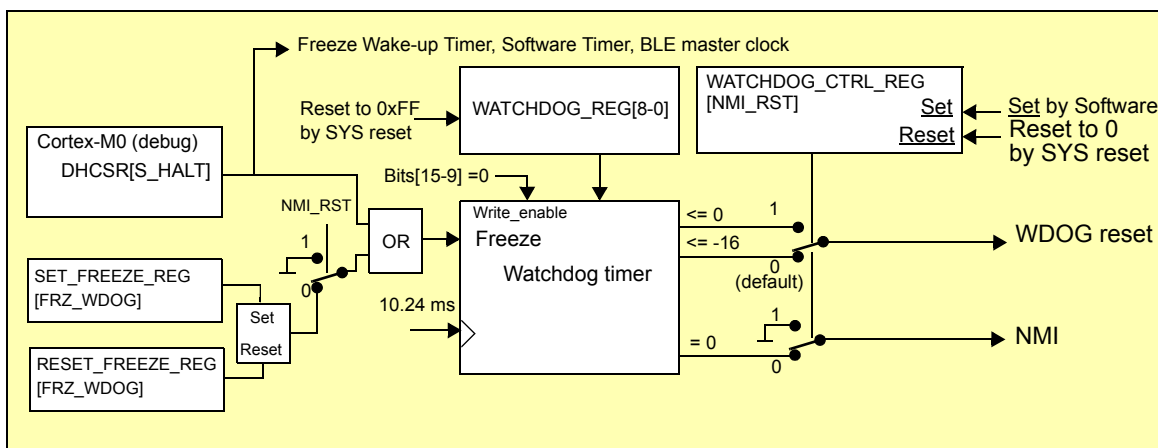 Freeze Wake-up Timer, Software Timer, BLE master clock
WATCHDOG_CTRL_REG
[NMI_RST]
Set
Reset
Set by Software
Reset to 0
by SYS reset
Reset to 0xFF
by SYS reset
WATCHDOG_REG[8-0]
Cortex-M0 (debug)
DHCSR[S_HALT]
Bits[15-9] =0
NMI_RST
1
0
OR
Write_enable
Freeze
Watchdog timer
<= 0
<= -16
1
0
(default)
WDOG reset
SET_FREEZE_REG
[FRZ_WDOG]
Set
Reset
10.24 ms
RESET_FREEZE_REG
[FRZ_WDOG]
= 0
1
0
NMI